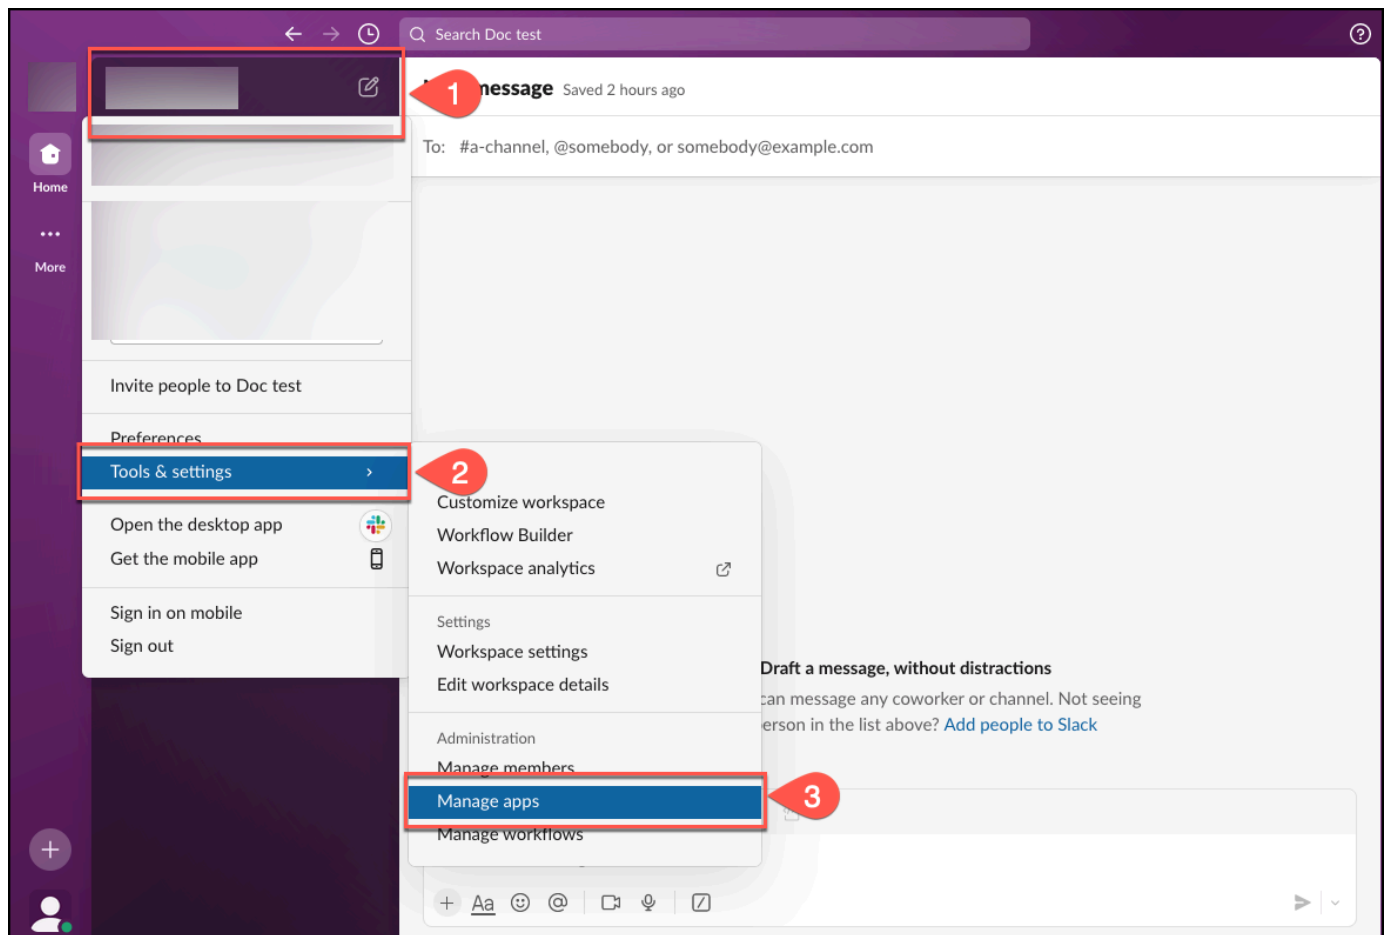 Search Doc test
1
message Saved 2 hours ago
To: #a-channel, @somebody, or somebody@example.com
Home
More
Invite people to Doc test
Preferences
Tools & settings
2
Open the desktop app
Get the mobile app
Sign in on mobile
Sign out
Customize workspace
Workflow Builder
Workspace analytics
Settings
Workspace settings
Edit workspace details
Administration
Manage members
Manage apps
3
Manage workflows
Draft a message, without distractions
can message any coworker or channel. Not seeing
erson in the list above? Add people to Slack
Aa